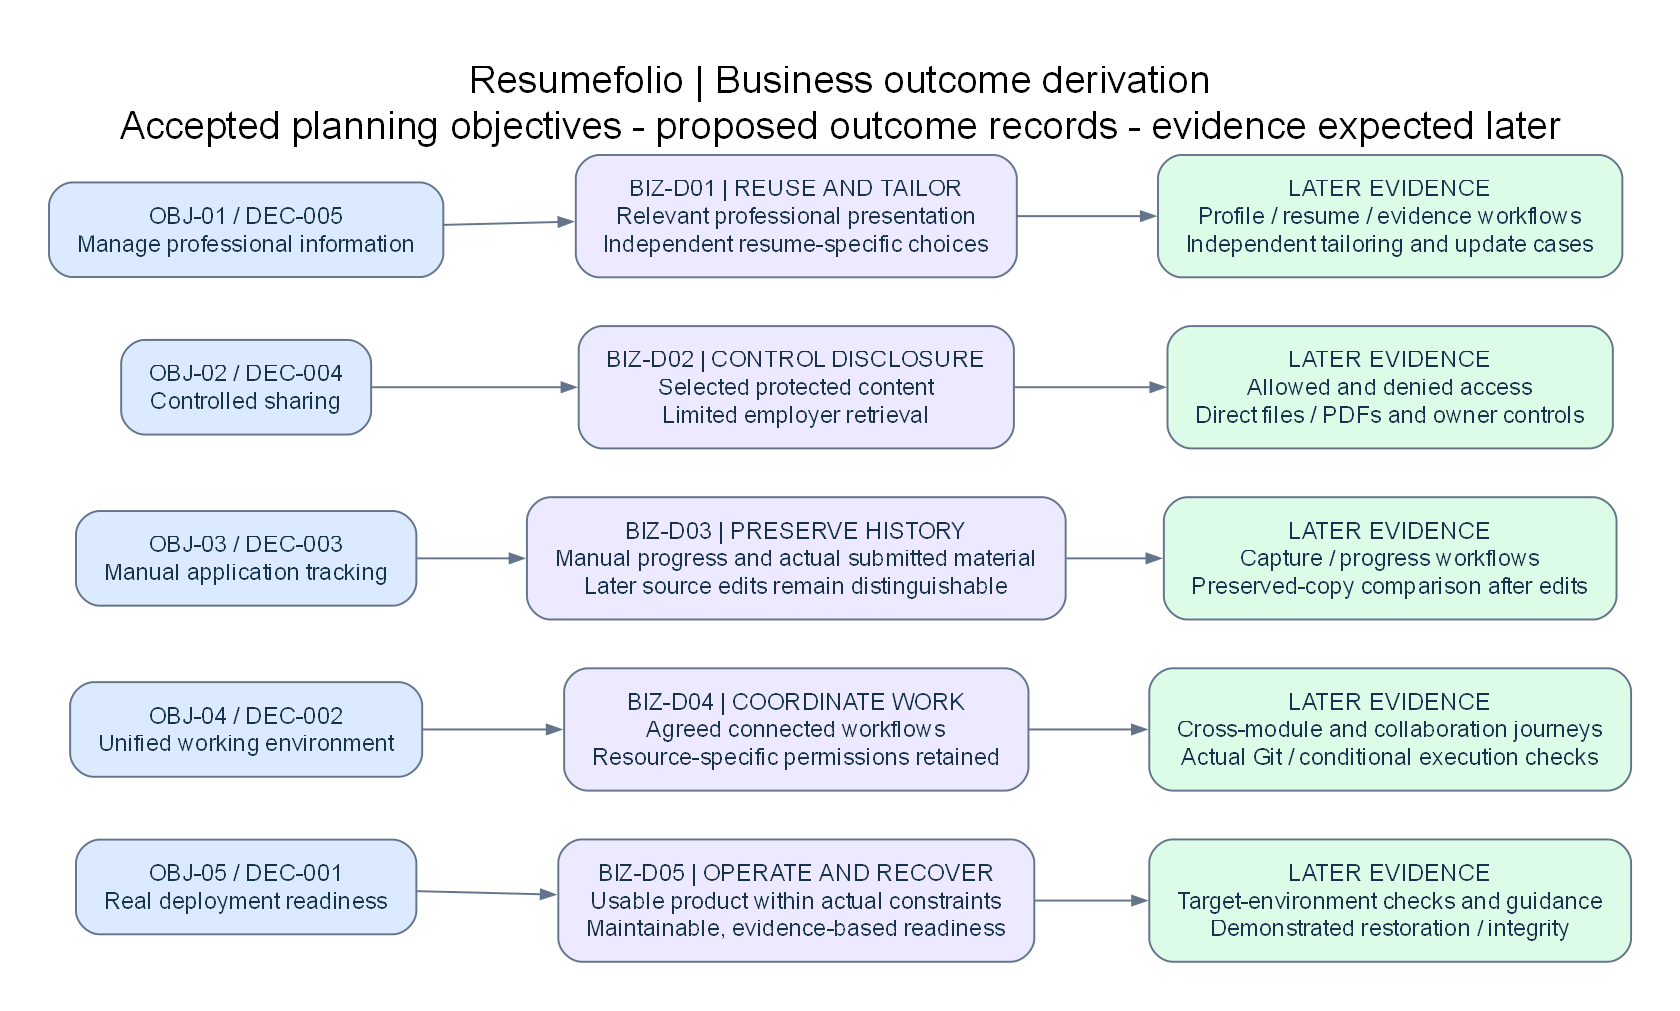 Resumefolio | Business outcome derivation
Accepted planning objectives - proposed outcome records - evidence expected later
OBJ-01 / DEC-005
Manage professional information
BIZ-D01 | REUSE AND TAILOR
Relevant professional presentation
Independent resume-specific choices
LATER EVIDENCE
Profile / resume / evidence workflows
Independent tailoring and update cases
OBJ-02 / DEC-004
Controlled sharing
BIZ-D02 | CONTROL DISCLOSURE
Selected protected content
Limited employer retrieval
LATER EVIDENCE
Allowed and denied access
Direct files / PDFs and owner controls
OBJ-03 / DEC-003
Manual application tracking
BIZ-D03 | PRESERVE HISTORY
Manual progress and actual submitted material
Later source edits remain distinguishable
LATER EVIDENCE
Capture / progress workflows
Preserved-copy comparison after edits
OBJ-04 / DEC-002
Unified working environment
BIZ-D04 | COORDINATE WORK
Agreed connected workflows
Resource-specific permissions retained
LATER EVIDENCE
Cross-module and collaboration journeys
Actual Git / conditional execution checks
OBJ-05 / DEC-001
Real deployment readiness
BIZ-D05 | OPERATE AND RECOVER
Usable product within actual constraints
Maintainable, evidence-based readiness
LATER EVIDENCE
Target-environment checks and guidance
Demonstrated restoration / integrity